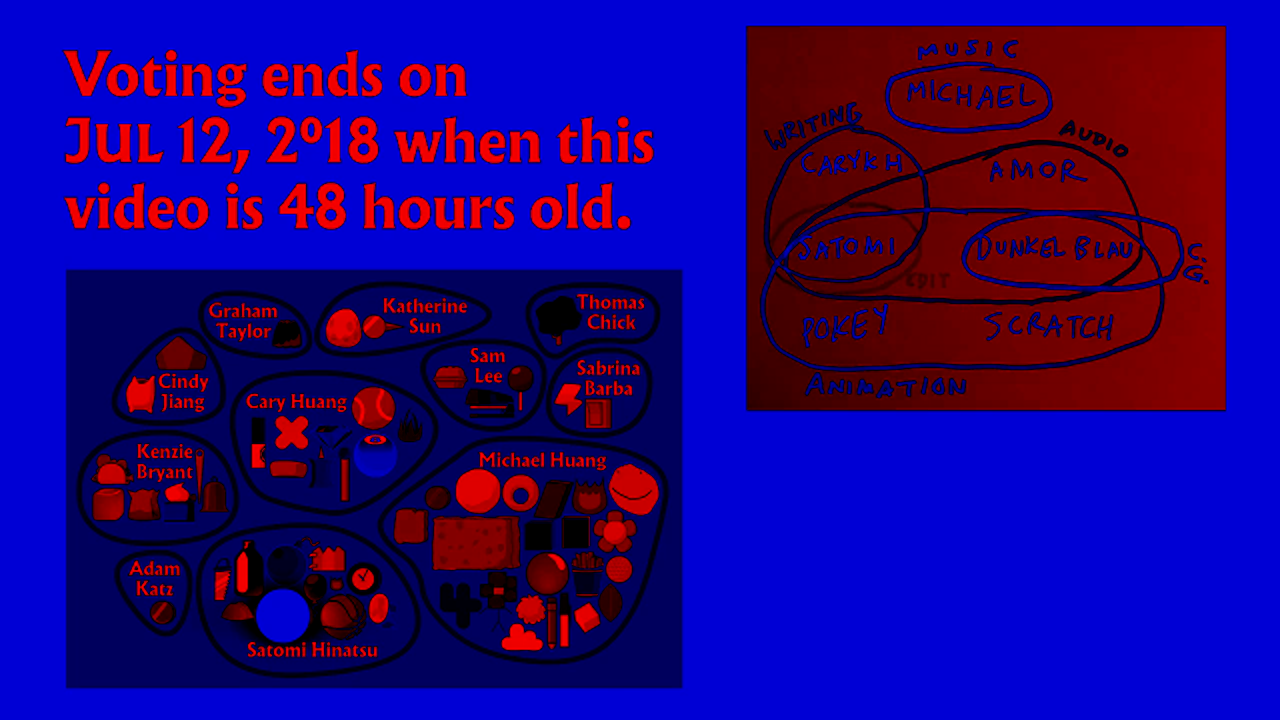 Voting ends on
JUL 12, 2018 when this
video is 48 hours old.
MUSIC
MICHAEL
WRITING
AUDIO
CARYKH
AMOR
SATOMI
DUNKEL BLAU
C.
G.
EDIT
POKEY
SCRATCH
ANIMATION
Graham
Taylor
Katherine
Sun
Thomas
Chick
Cindy
Jiang
Cary Huang
Sam
Lee
Sabrina
Barba
Kenzie
Bryant
Michael Huang
Adam
Katz
Satomi Hinatsu